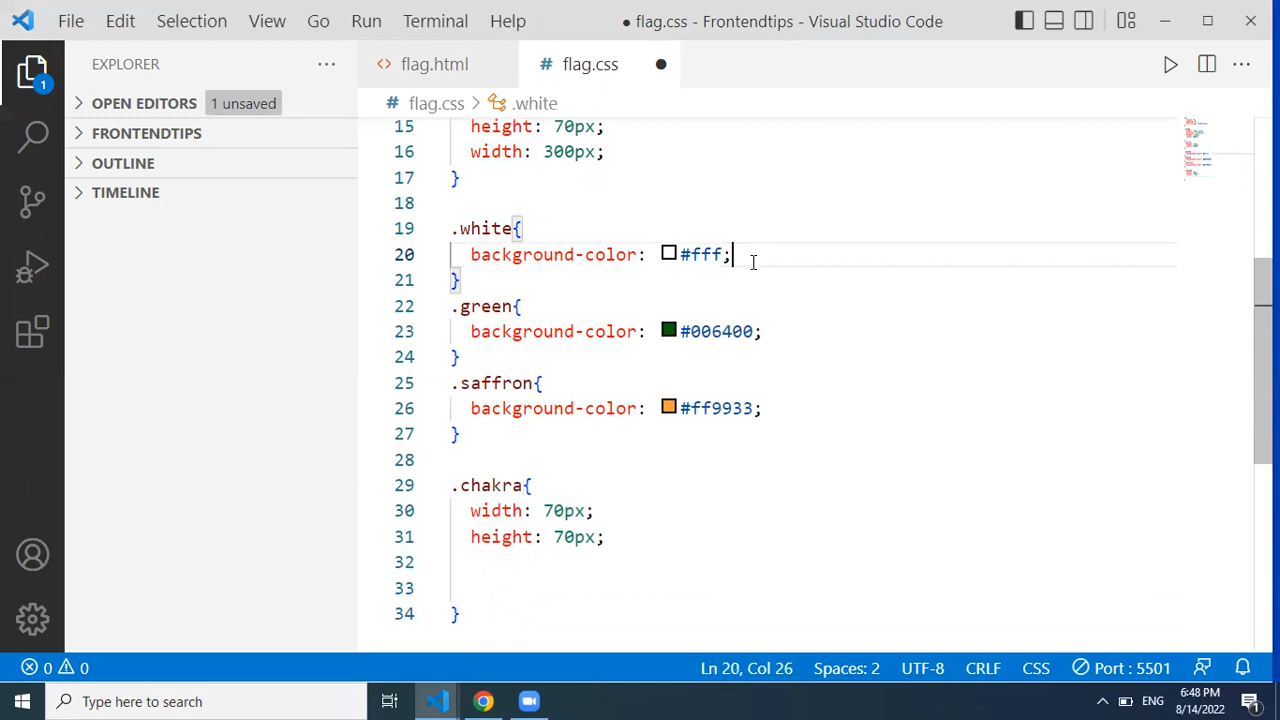 File Edit Selection View Go Run Terminal Help ● flag.css - Frontendtips - Visual Studio Code
EXPLORER ···
OPEN EDITORS 1 unsaved
FRONTENDTIPS
OUTLINE
TIMELINE
1
<> flag.html # flag.css ●
# flag.css > .white
15 height: 70px;
16 width: 300px;
17 }
18
19 .white{
20 background-color: #fff;
21 }
22 .green{
23 background-color: #006400;
24 }
25 .saffron{
26 background-color: #ff9933;
27 }
28
29 .chakra{
30 width: 70px;
31 height: 70px;
32
33
34 }
0 0 Ln 20, Col 26 Spaces: 2 UTF-8 CRLF CSS Port : 5501
Type here to search ENG 6:48 PM
8/14/2022 1